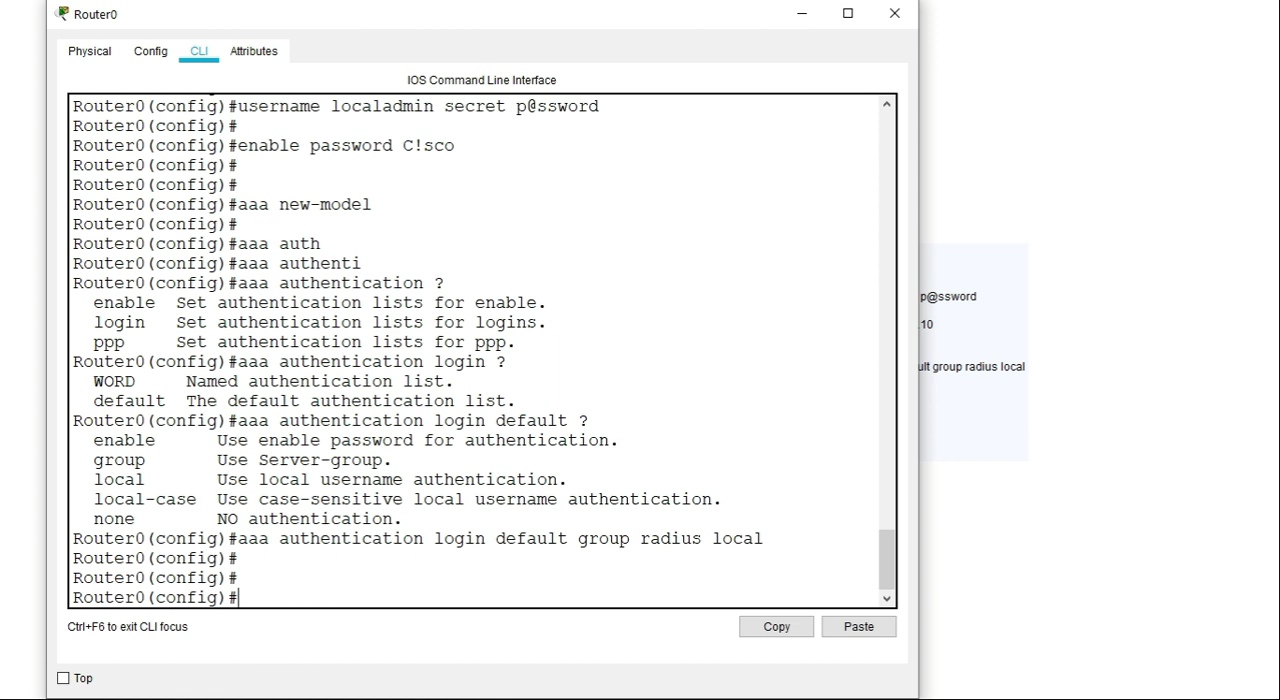 Router0
Physical Config CLI Attributes
IOS Command Line Interface
Router0(config)#username localadmin secret p@ssword
Router0(config)#
Router0(config)#enable password C!sco
Router0(config)#
Router0(config)#
Router0(config)#aaa new-model
Router0(config)#
Router0(config)#aaa auth
Router0(config)#aaa authenti
Router0(config)#aaa authentication ?
enable Set authentication lists for enable.
login Set authentication lists for logins.
ppp Set authentication lists for ppp.
Router0(config)#aaa authentication login ?
WORD Named authentication list.
default The default authentication list.
Router0(config)#aaa authentication login default ?
enable Use enable password for authentication.
group Use Server-group.
local Use local username authentication.
local-case Use case-sensitive local username authentication.
none NO authentication.
Router0(config)#aaa authentication login default group radius local
Router0(config)#
Router0(config)#
Router0(config)#
Ctrl+F6 to exit CLI focus
Copy Paste
Top
p@ssword
.10
ult group radius local